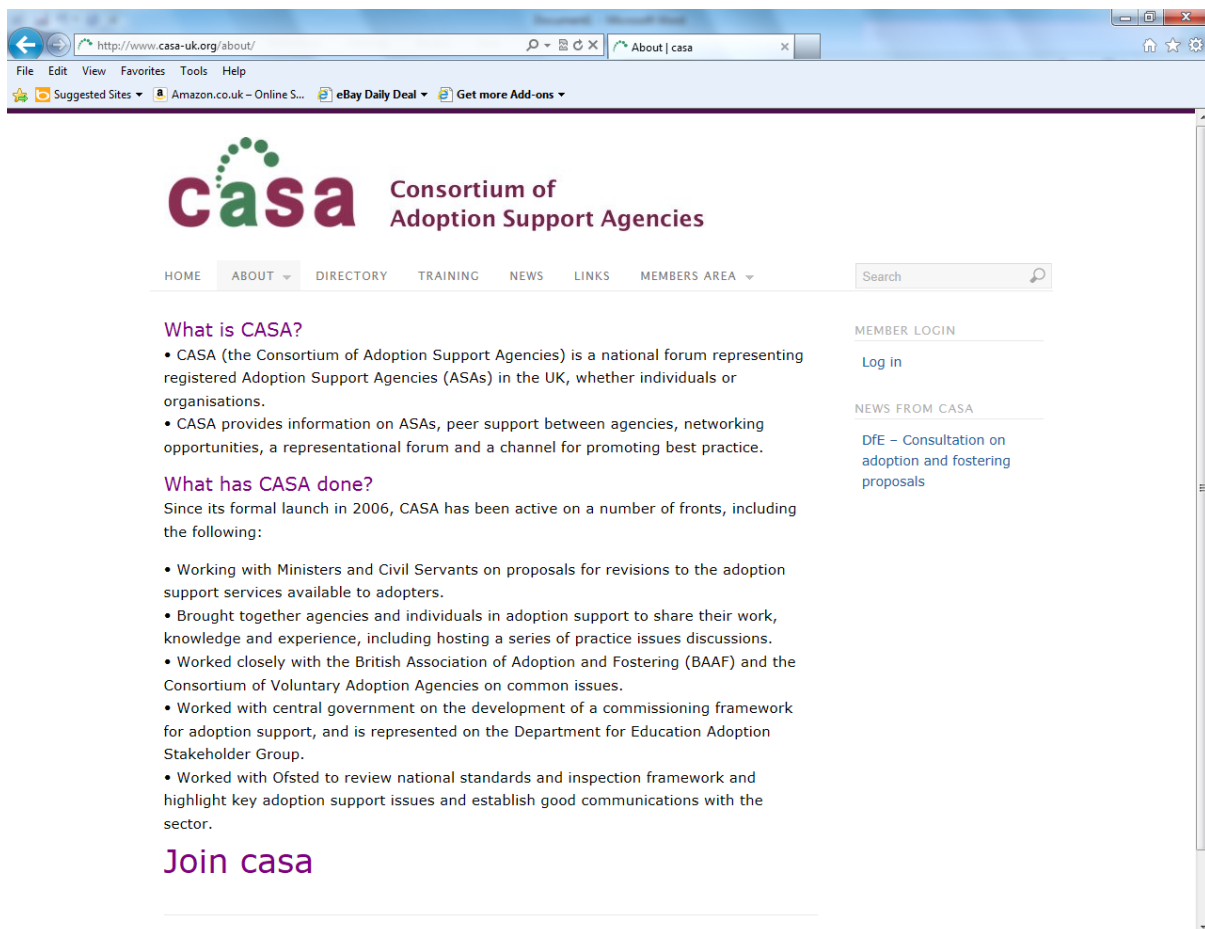 Document1 - Microsoft Word
http://www.casa-uk.org/about/
About | casa
File Edit View Favorites Tools Help
Suggested Sites Amazon.co.uk – Online S... eBay Daily Deal Get more Add-ons
casa
Consortium of
Adoption Support Agencies
HOME ABOUT DIRECTORY TRAINING NEWS LINKS MEMBERS AREA Search
What is CASA?
• CASA (the Consortium of Adoption Support Agencies) is a national forum representing
registered Adoption Support Agencies (ASAs) in the UK, whether individuals or
organisations.
• CASA provides information on ASAs, peer support between agencies, networking
opportunities, a representational forum and a channel for promoting best practice.
What has CASA done?
Since its formal launch in 2006, CASA has been active on a number of fronts, including
the following:
• Working with Ministers and Civil Servants on proposals for revisions to the adoption
support services available to adopters.
• Brought together agencies and individuals in adoption support to share their work,
knowledge and experience, including hosting a series of practice issues discussions.
• Worked closely with the British Association of Adoption and Fostering (BAAF) and the
Consortium of Voluntary Adoption Agencies on common issues.
• Worked with central government on the development of a commissioning framework
for adoption support, and is represented on the Department for Education Adoption
Stakeholder Group.
• Worked with Ofsted to review national standards and inspection framework and
highlight key adoption support issues and establish good communications with the
sector.
Join casa
MEMBER LOGIN
Log in
NEWS FROM CASA
DfE – Consultation on
adoption and fostering
proposals